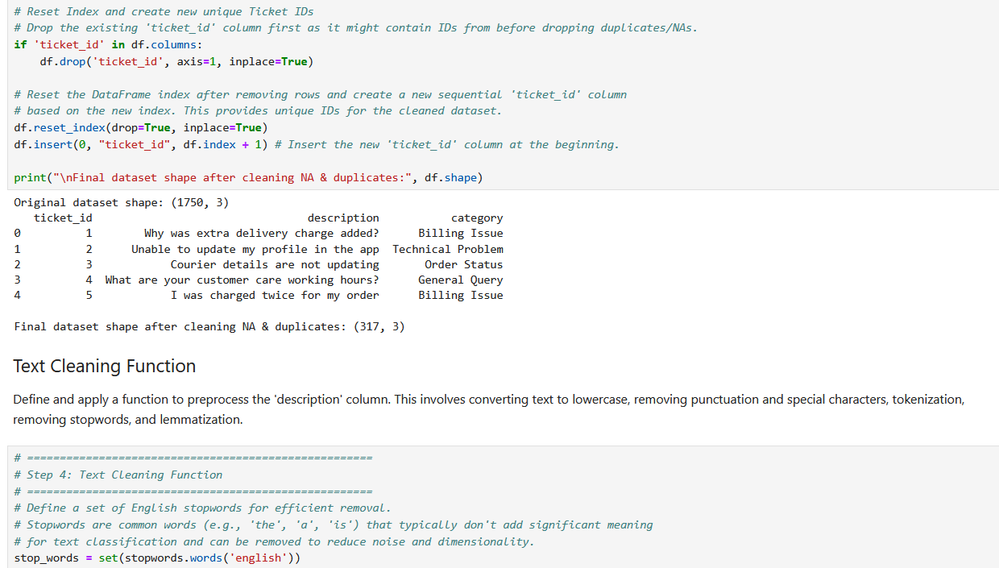 # Reset Index and create new unique Ticket IDs
# Drop the existing 'ticket_id' column first as it might contain IDs from before dropping duplicates/NAs.
if 'ticket_id' in df.columns:
    df.drop('ticket_id', axis=1, inplace=True)
# Reset the DataFrame index after removing rows and create a new sequential 'ticket_id' column
# based on the new index. This provides unique IDs for the cleaned dataset.
df.reset_index(drop=True, inplace=True)
df.insert(0, "ticket_id", df.index + 1) # Insert the new 'ticket_id' column at the beginning.
print("\nFinal dataset shape after cleaning NA & duplicates:", df.shape)
Original dataset shape: (1750, 3)
   ticket_id                                 description           category
0          1        Why was extra delivery charge added?      Billing Issue
1          2      Unable to update my profile in the app  Technical Problem
2          3            Courier details are not updating       Order Status
3          4  What are your customer care working hours?      General Query
4          5            I was charged twice for my order      Billing Issue
Final dataset shape after cleaning NA & duplicates: (317, 3)
Text Cleaning Function
Define and apply a function to preprocess the 'description' column. This involves converting text to lowercase, removing punctuation and special characters, tokenization,
removing stopwords, and lemmatization.
# =====================================================
# Step 4: Text Cleaning Function
# =====================================================
# Define a set of English stopwords for efficient removal.
# Stopwords are common words (e.g., 'the', 'a', 'is') that typically don't add significant meaning
# for text classification and can be removed to reduce noise and dimensionality.
stop_words = set(stopwords.words('english'))